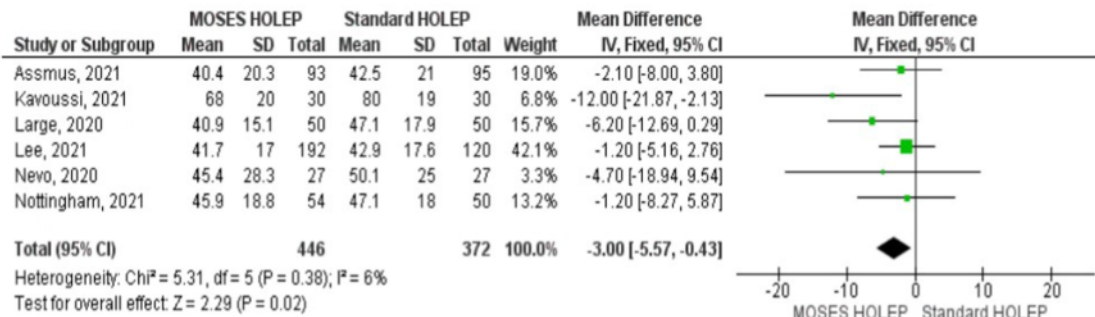 MOSES HOLEP Standard HOLEP Mean Difference Mean Difference
Study or Subgroup Mean SD Total Mean SD Total Weight IV, Fixed, 95% CI IV, Fixed, 95% CI
Assmus, 2021 40.4 20.3 93 42.5 21 95 19.0% -2.10 [-8.00, 3.80]
Kavoussi, 2021 68 20 30 80 19 30 6.8% -12.00 [-21.87, -2.13]
Large, 2020 40.9 15.1 50 47.1 17.9 50 15.7% -6.20 [-12.69, 0.29]
Lee, 2021 41.7 17 192 42.9 17.6 120 42.1% -1.20 [-5.16, 2.76]
Nevo, 2020 45.4 28.3 27 50.1 25 27 3.3% -4.70 [-18.94, 9.54]
Nottingham, 2021 45.9 18.8 54 47.1 18 50 13.2% -1.20 [-8.27, 5.87]
Total (95% CI) 446 372 100.0% -3.00 [-5.57, -0.43]
Heterogeneity: Chi² = 5.31, df = 5 (P = 0.38); I² = 6%
Test for overall effect: Z = 2.29 (P = 0.02)
-20 -10 0 10 20
MOSES HOLEP Standard HOLEP